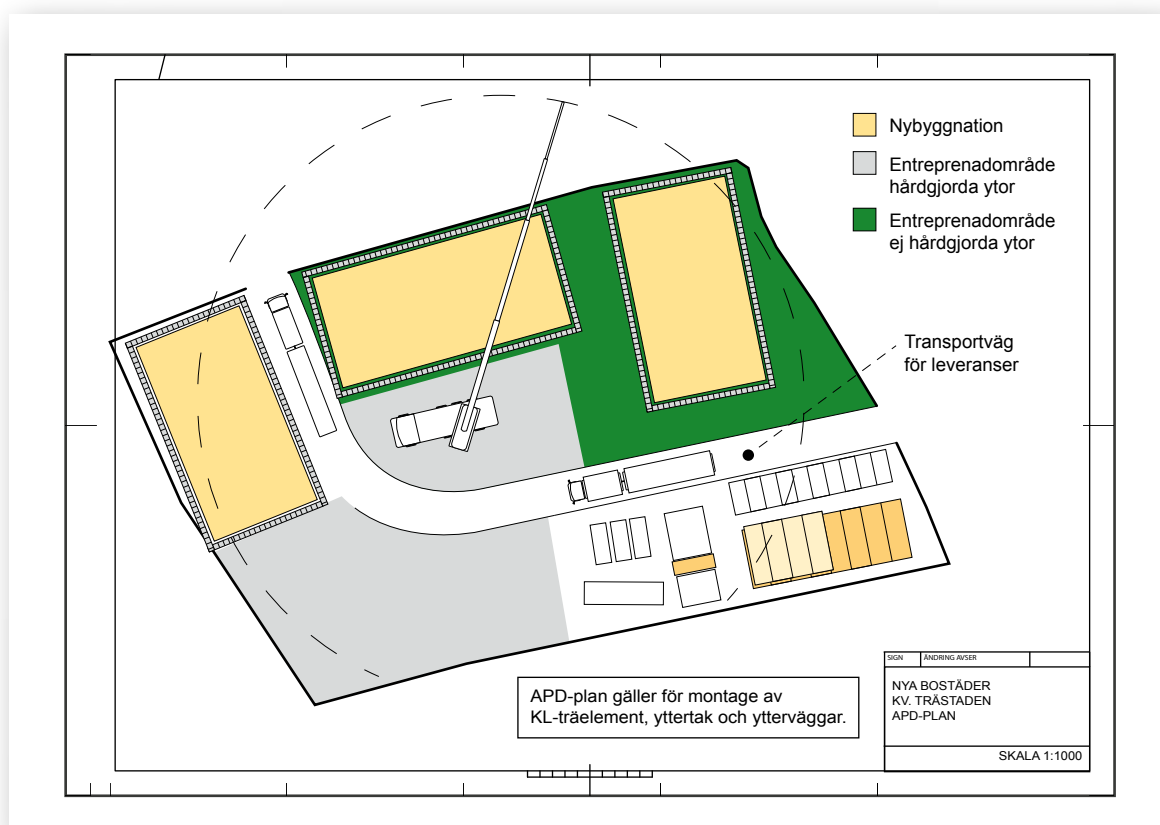 Nybyggnation
Entreprenadområde
hårdgjorda ytor
Entreprenadområde
ej hårdgjorda ytor
Transportväg
för leveranser
APD-plan gäller för montage av
KL-träelement, yttertak och ytterväggar.
SIGN ÄNDRING AVSER
NYA BOSTÄDER
KV. TRÄSTADEN
APD-PLAN
SKALA 1:1000